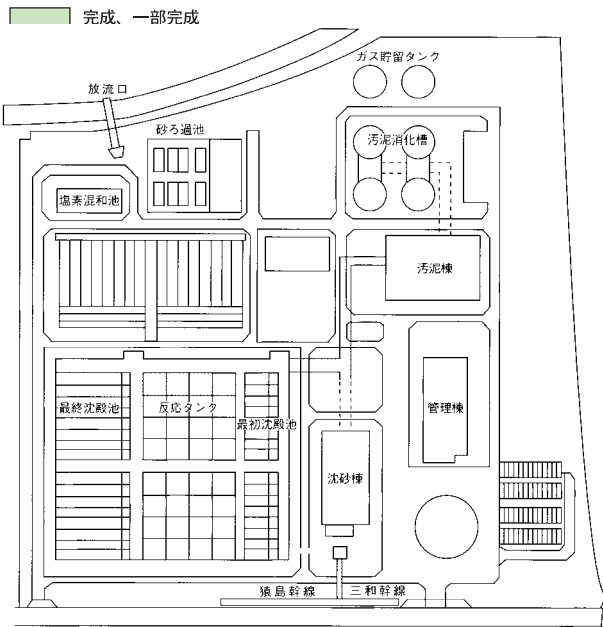 完成、一部完成
ガス貯留タンク
放流口
砂ろ過池
汚泥消化槽
塩素混和池
汚泥棟
最終沈殿池
反応タンク
最初沈殿池
管理棟
沈砂棟
猿島幹線
三和幹線